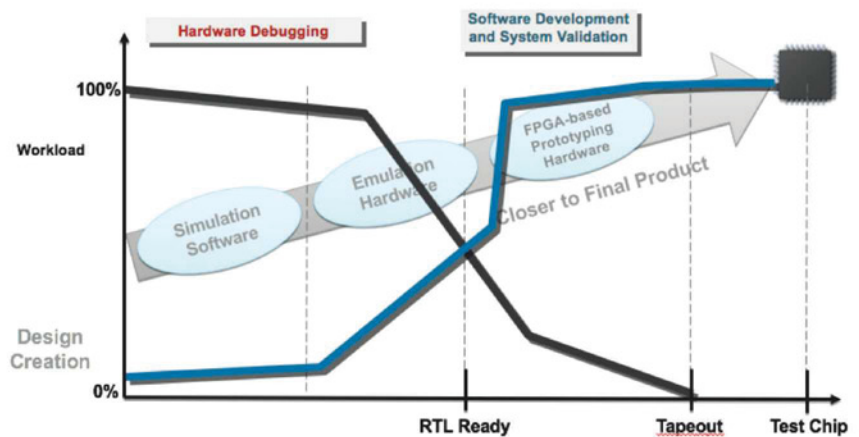 Hardware Debugging
Software Development
and System Validation
100%
Workload
Simulation
Software
Emulation
Hardware
FPGA-based
Prototyping
Hardware
Closer to Final Product
Design
Creation
0%
RTL Ready
Tapeout
Test Chip